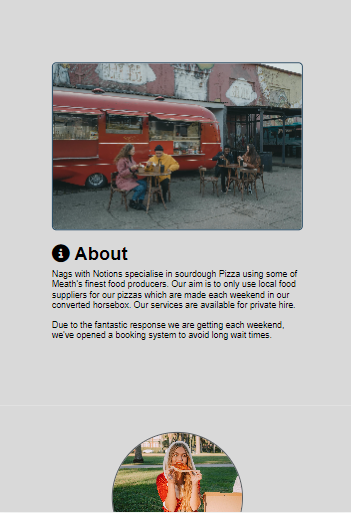 About
Nags with Notions specialise in sourdough Pizza using some of
Meath's finest food producers. Our aim is to only use local food
suppliers for our pizzas which are made each weekend in our
converted horsebox. Our services are available for private hire.
Due to the fantastic response we are getting each weekend,
we've opened a booking system to avoid long wait times.